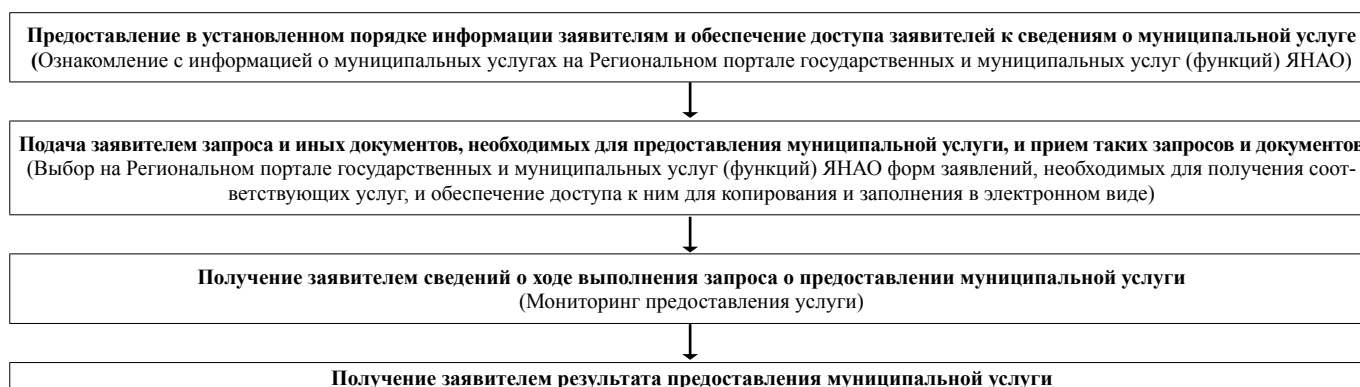 Предоставление в установленном порядке информации заявителям и обеспечение доступа заявителей к сведениям о муниципальной услуге
(Ознакомление с информацией о муниципальных услугах на Региональном портале государственных и муниципальных услуг (функций) ЯНАО)
Подача заявителем запроса и иных документов, необходимых для предоставления муниципальной услуги, и прием таких запросов и документов
(Выбор на Региональном портале государственных и муниципальных услуг (функций) ЯНАО форм заявлений, необходимых для получения соот-
ветствующих услуг, и обеспечение доступа к ним для копирования и заполнения в электронном виде)
Получение заявителем сведений о ходе выполнения запроса о предоставлении муниципальной услуги
(Мониторинг предоставления услуги)
Получение заявителем результата предоставления муниципальной услуги